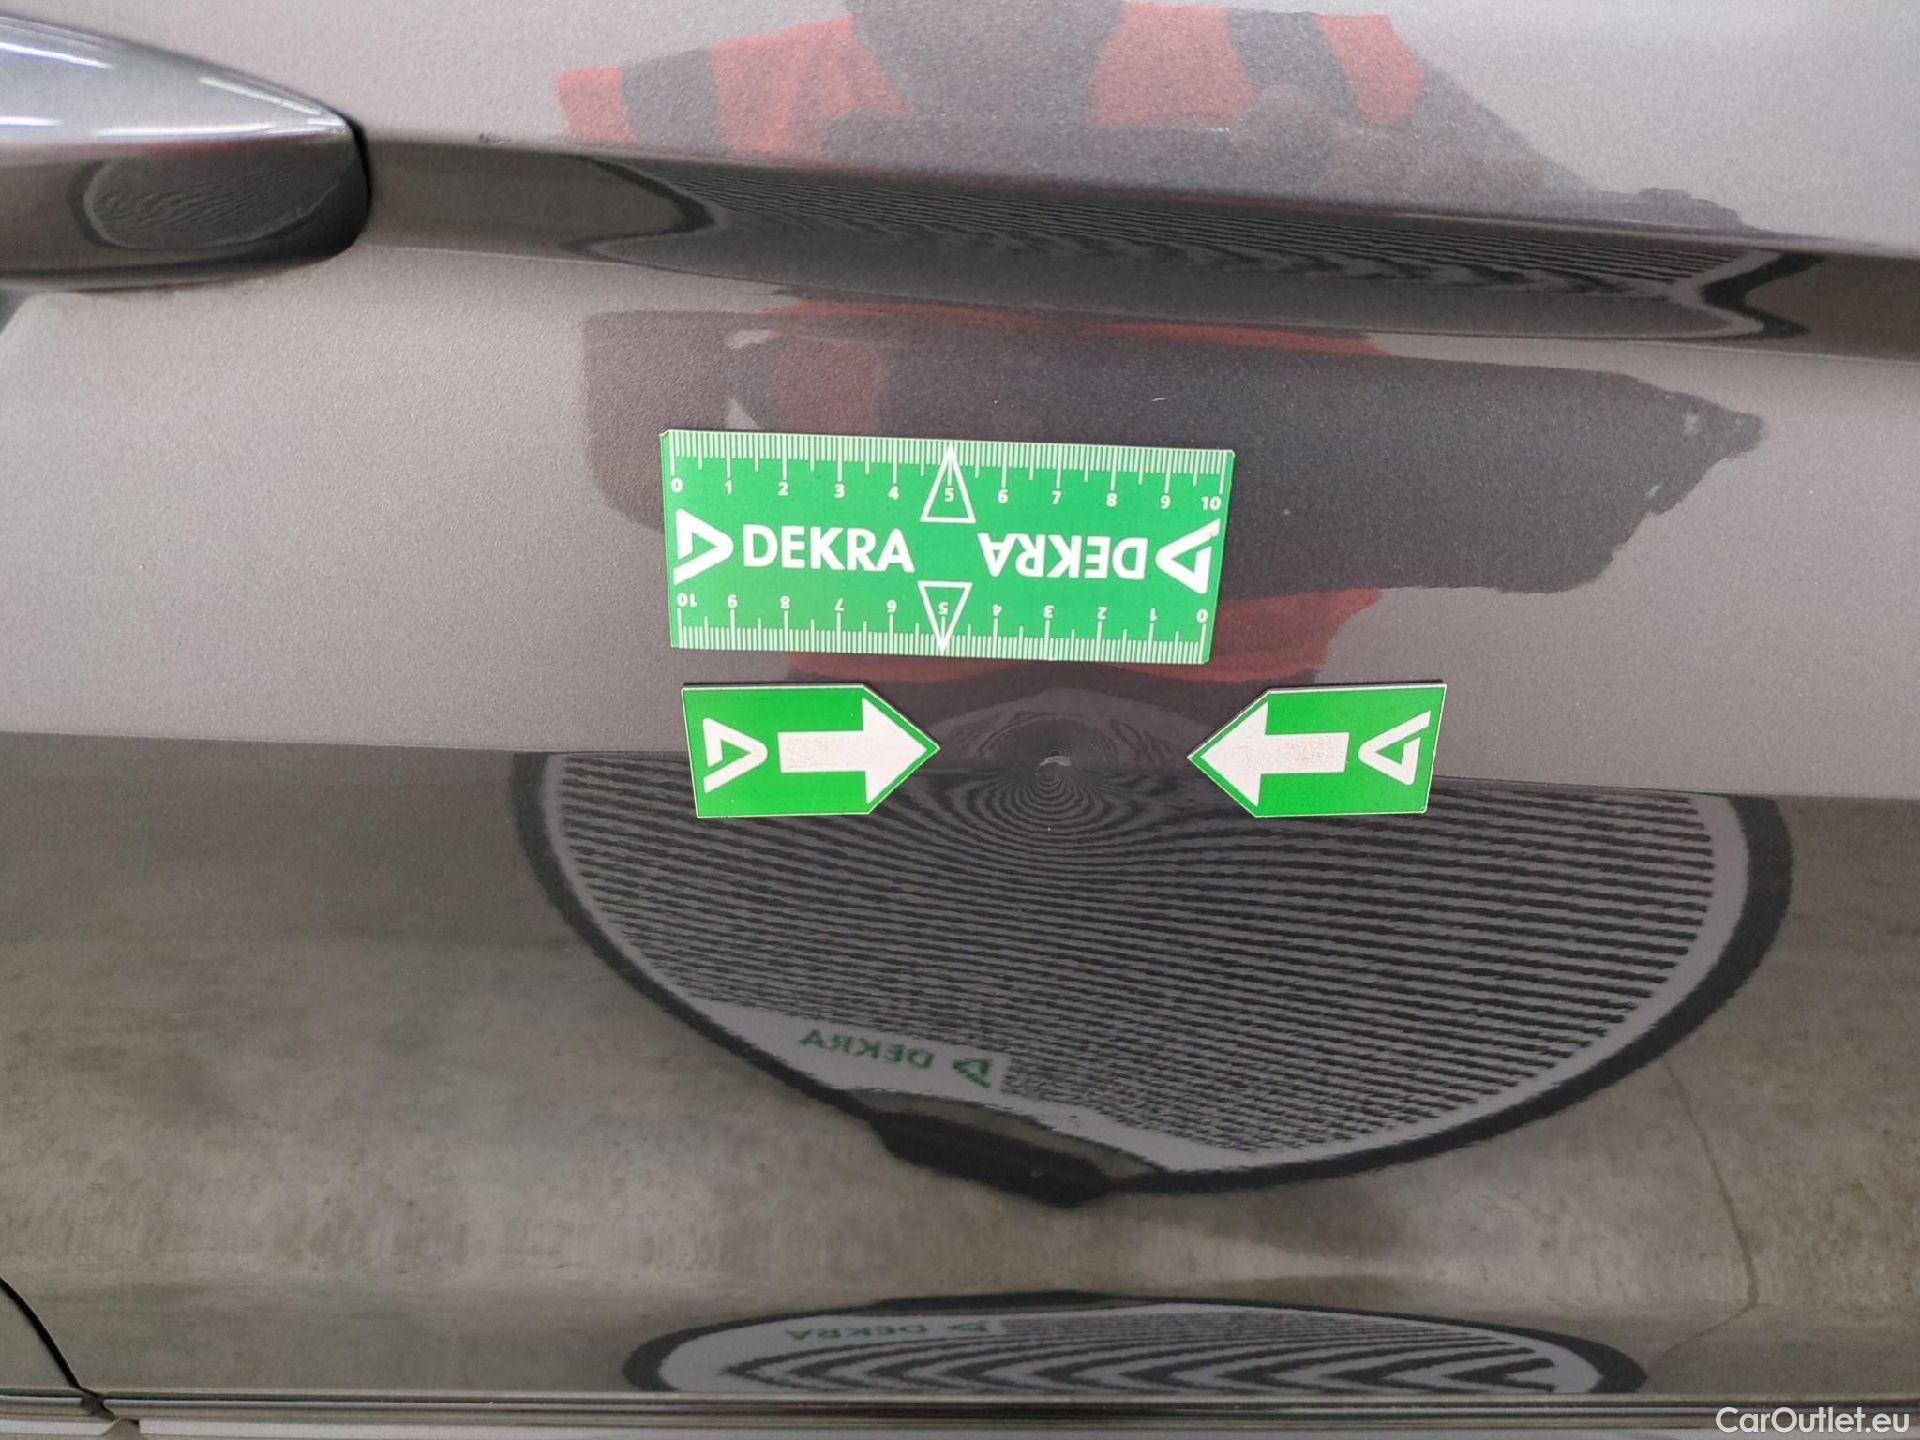 0 1 2 3 4 5 6 7 8 9 10
DEKRA DEKRA
10 9 8 7 6 5 4 3 2 1 0
DEKRA
DEKRA
CarOutlet.eu